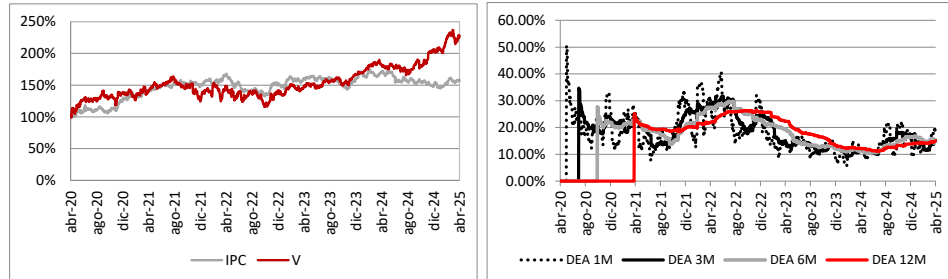 250%
200%
150%
100%
50%
0%
abr-20
ago-20
dic-20
abr-21
ago-21
dic-21
abr-22
ago-22
dic-22
abr-23
ago-23
dic-23
abr-24
ago-24
dic-24
abr-25
IPC
V
60.00%
50.00%
40.00%
30.00%
20.00%
10.00%
0.00%
abr-20
ago-20
dic-20
abr-21
ago-21
dic-21
abr-22
ago-22
dic-22
abr-23
ago-23
dic-23
abr-24
ago-24
dic-24
abr-25
DEA 1M
DEA 3M
DEA 6M
DEA 12M